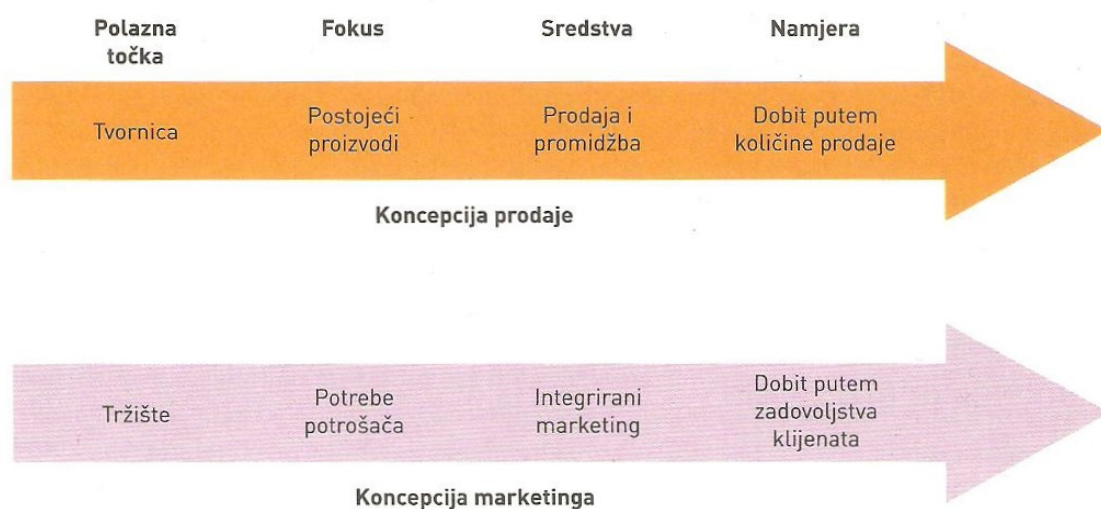 Polazna
točka
Fokus
Sredstva
Namjera
Tvornica
Postojeći
proizvodi
Prodaja i
promidžba
Dobit putem
količine prodaje
Koncepcija prodaje
Tržište
Potrebe
potrošača
Integrirani
marketing
Dobit putem
zadovoljstva
klijenata
Koncepcija marketinga